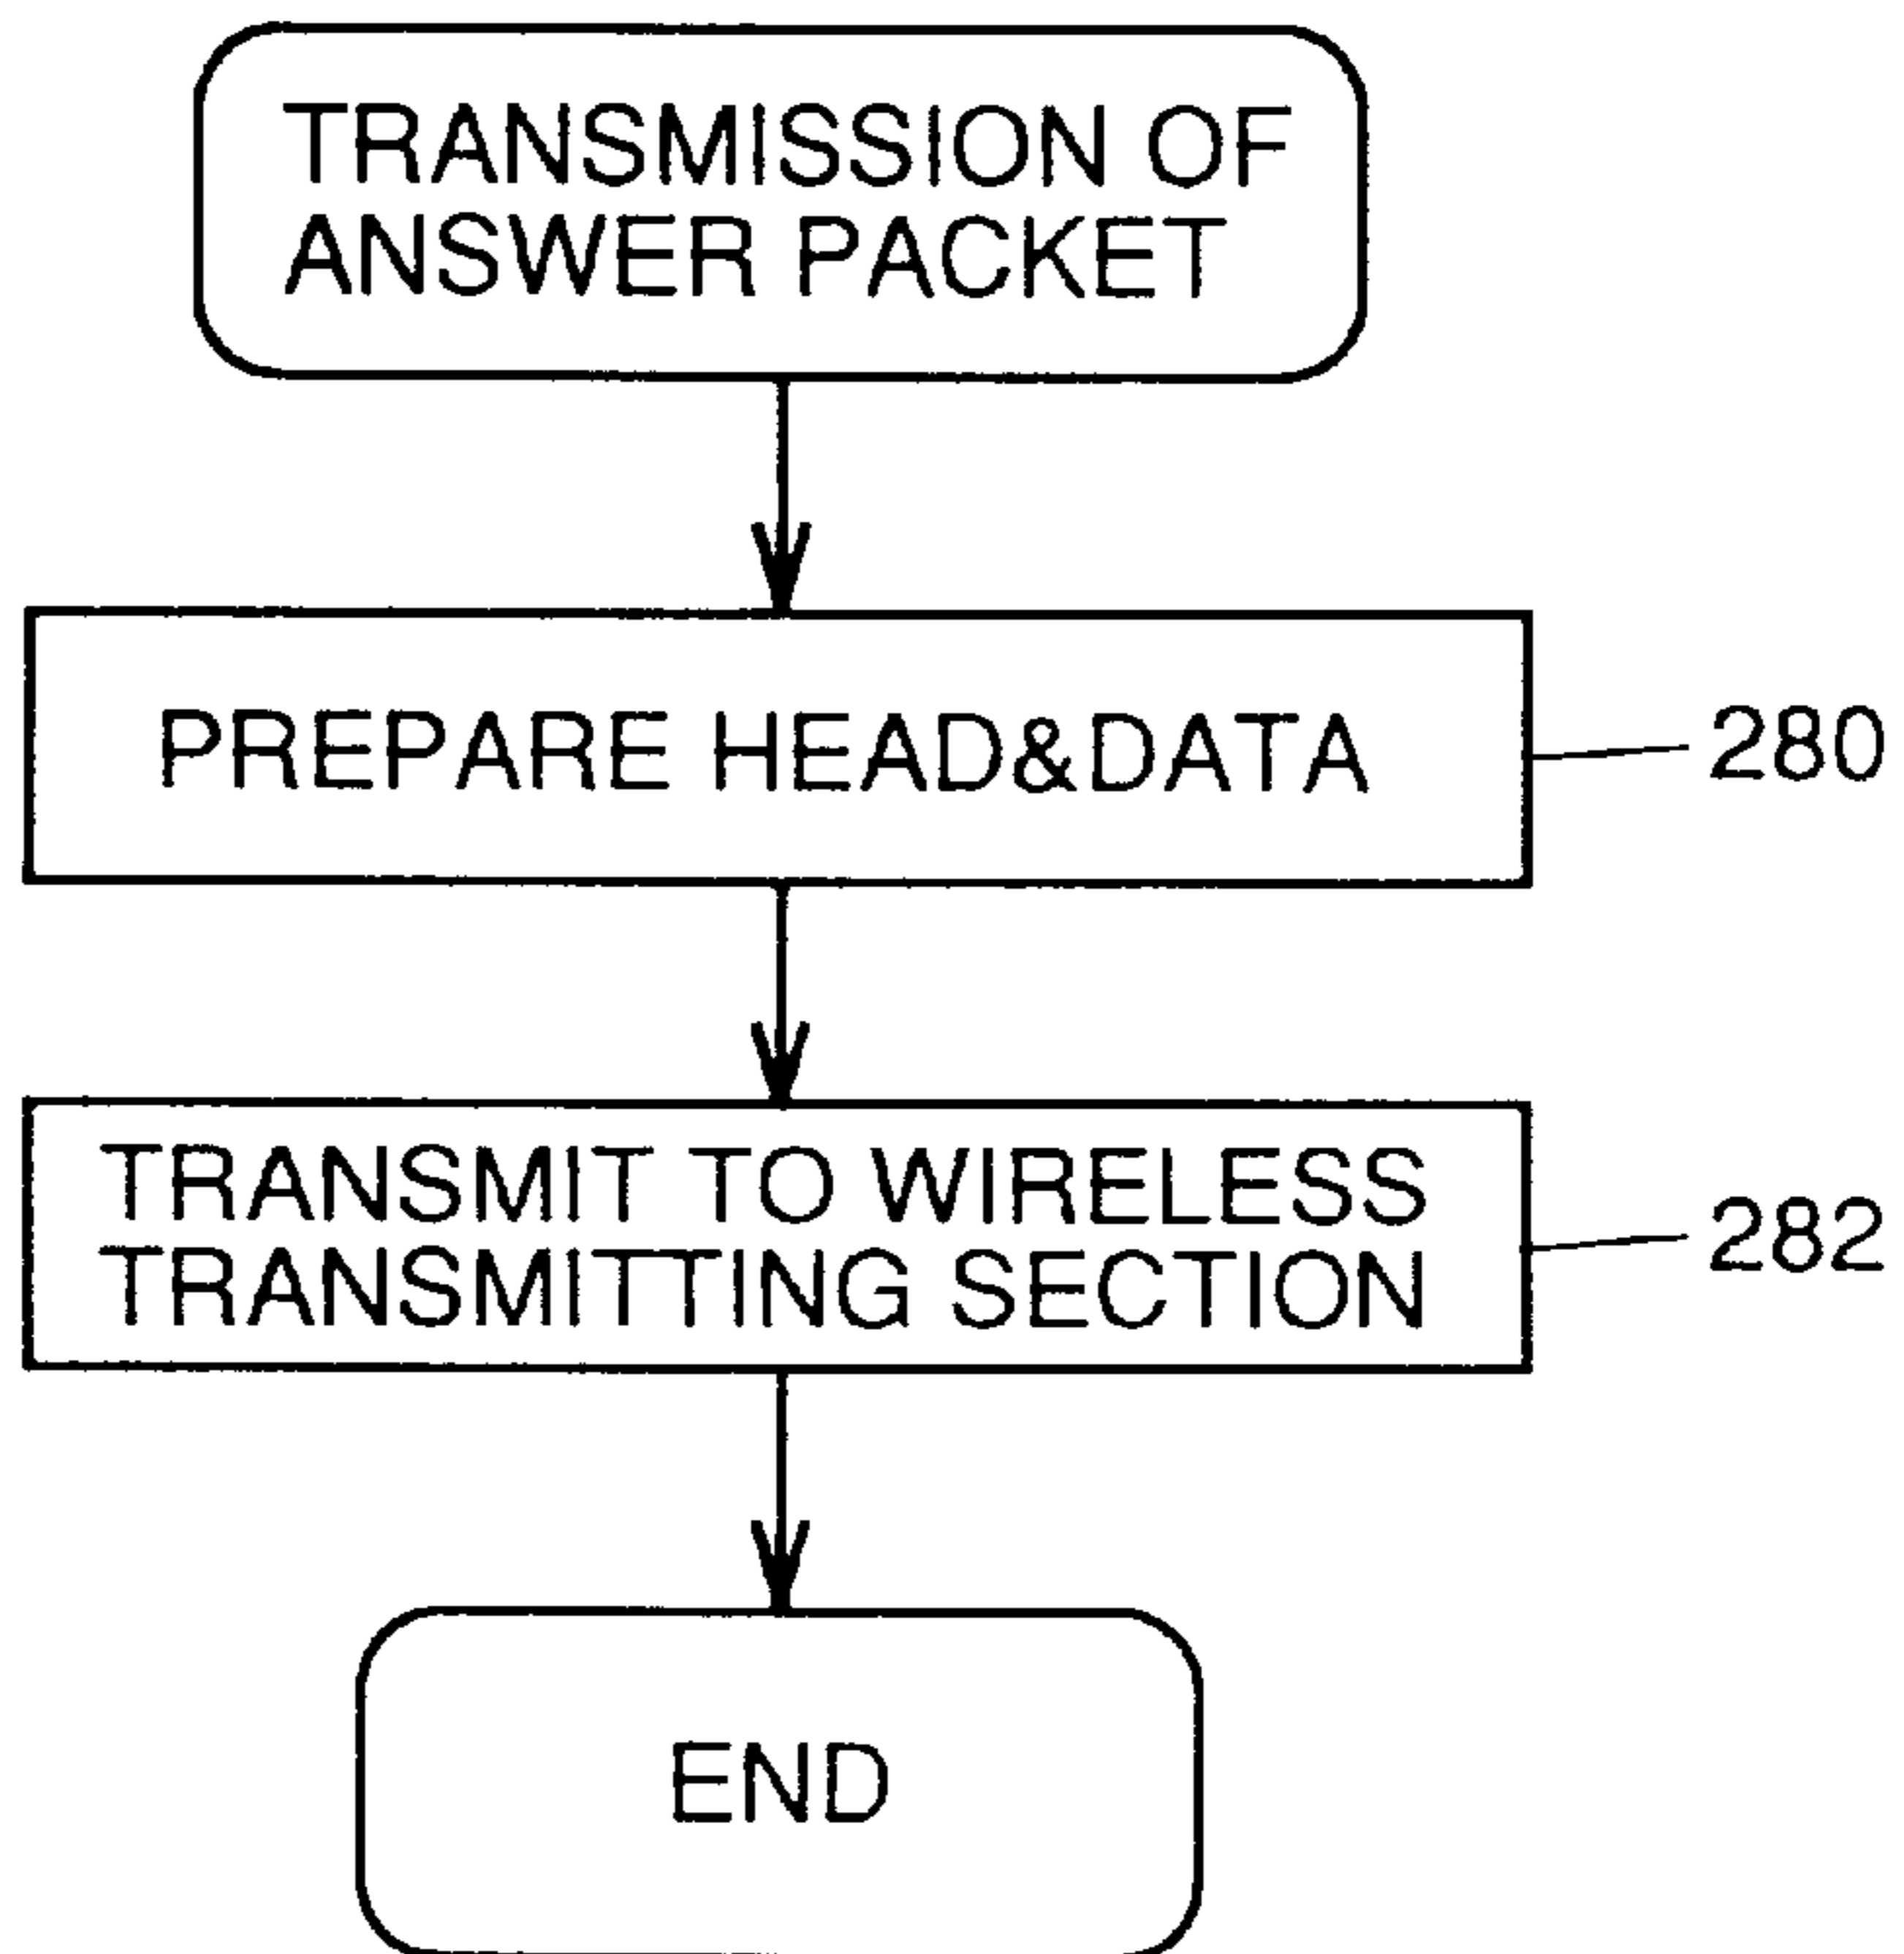 TRANSMISSION OF
ANSWER PACKET
PREPARE HEAD&DATA
280
TRANSMIT TO WIRELESS
TRANSMITTING SECTION
282
END